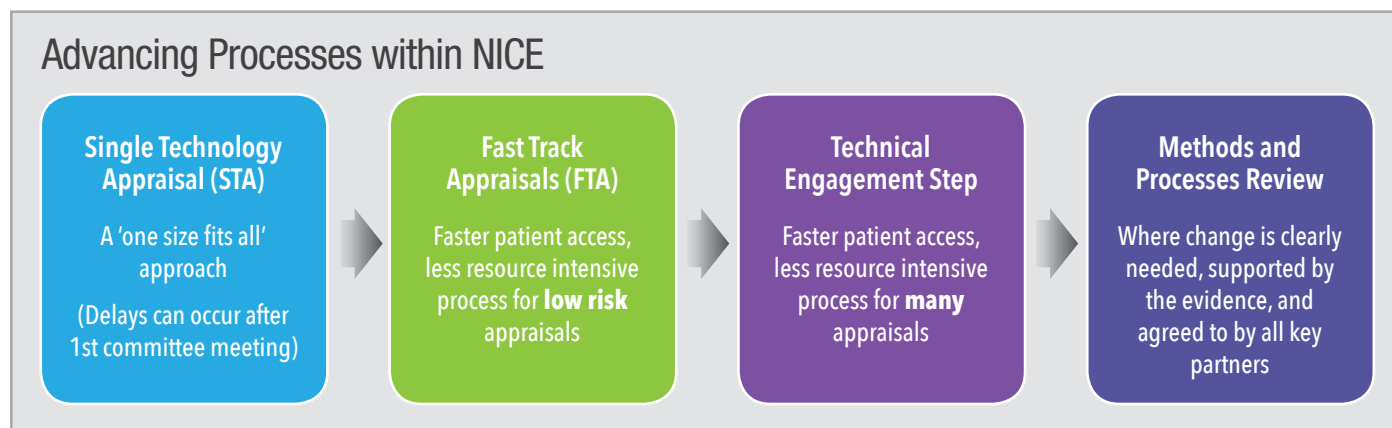 Advancing Processes within NICE
Single Technology
Appraisal (STA)
A ‘one size fits all’
approach
(Delays can occur after
1st committee meeting)
Fast Track
Appraisals (FTA)
Faster patient access,
less resource intensive
process for low risk
appraisals
Technical
Engagement Step
Faster patient access,
less resource intensive
process for many
appraisals
Methods and
Processes Review
Where change is clearly
needed, supported by
the evidence, and
agreed to by all key
partners